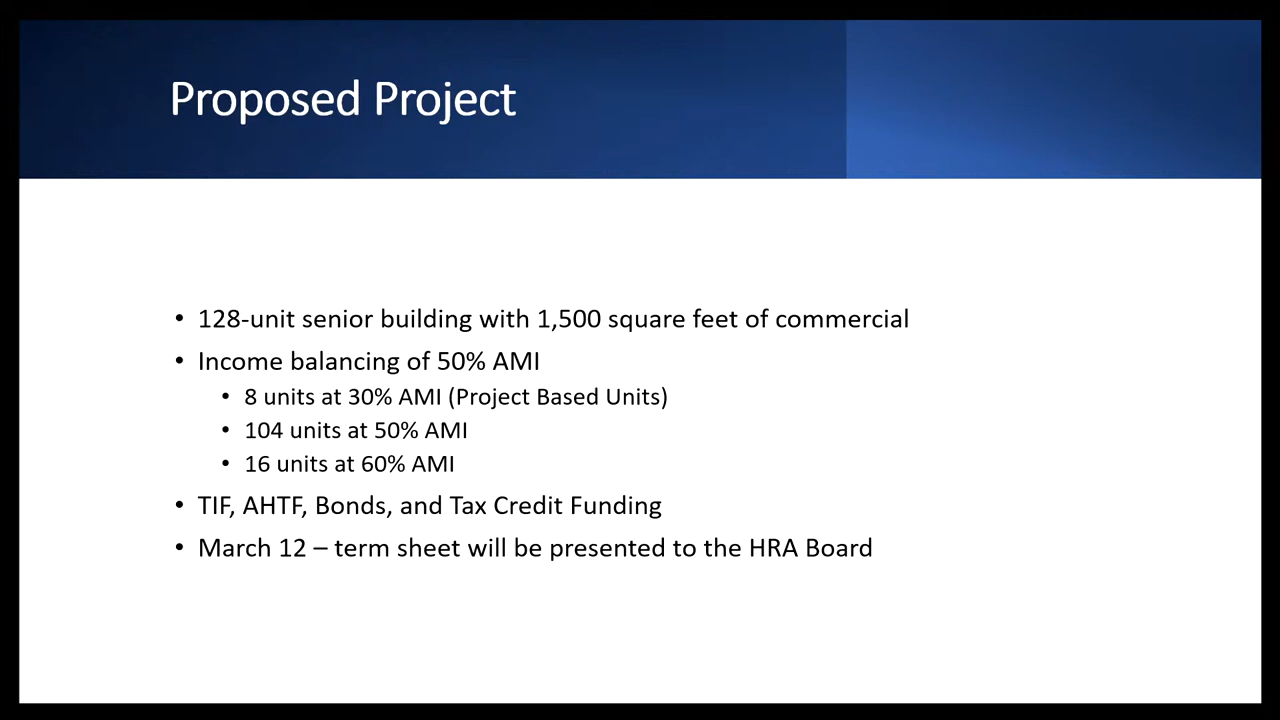 Proposed Project
• 128-unit senior building with 1,500 square feet of commercial
• Income balancing of 50% AMI
• 8 units at 30% AMI (Project Based Units)
• 104 units at 50% AMI
• 16 units at 60% AMI
• TIF, AHTF, Bonds, and Tax Credit Funding
• March 12 – term sheet will be presented to the HRA Board